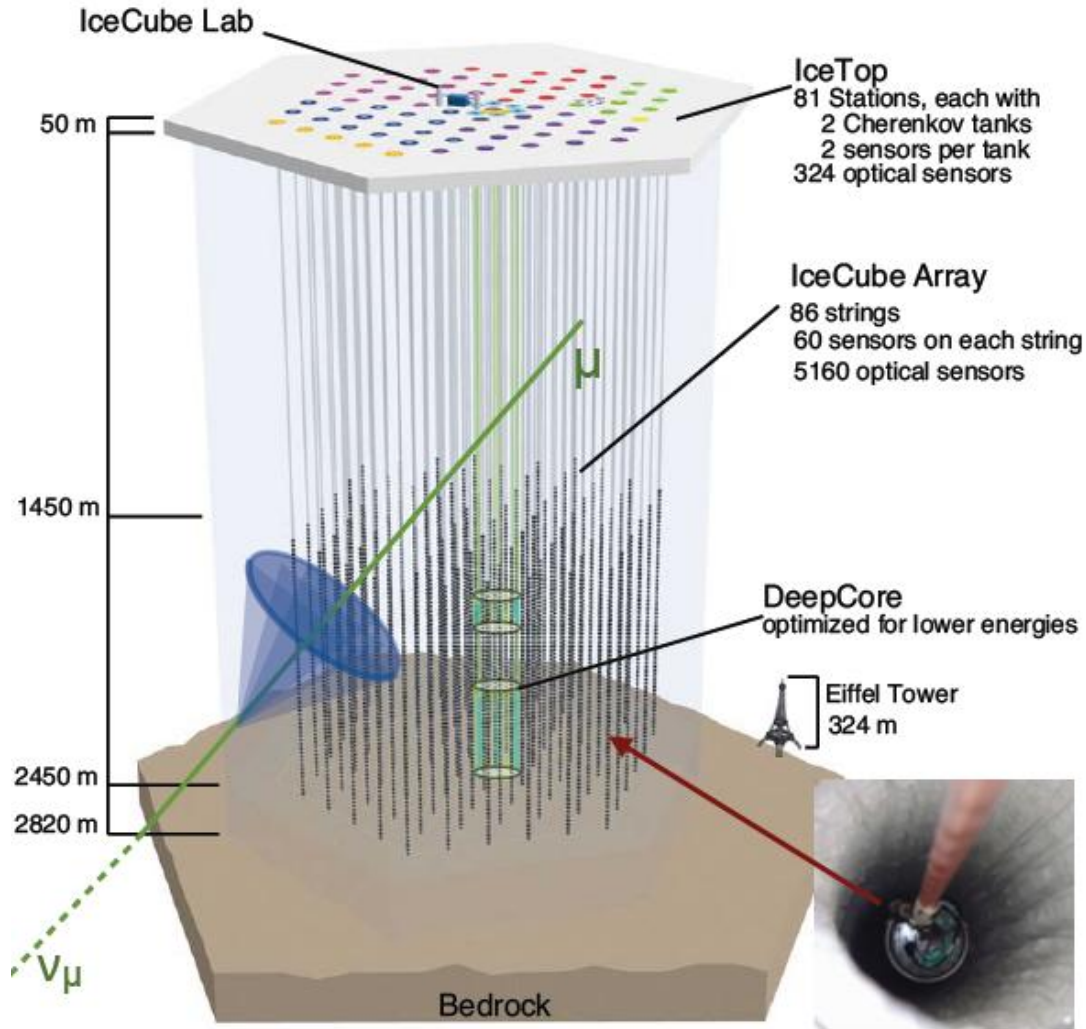 IceCube Lab
IceTop
81 Stations, each with
2 Cherenkov tanks
2 sensors per tank
324 optical sensors
50 m
IceCube Array
86 strings
60 sensors on each string
5160 optical sensors
μ
1450 m
DeepCore
optimized for lower energies
Eiffel Tower
324 m
2450 m
2820 m
νμ
Bedrock